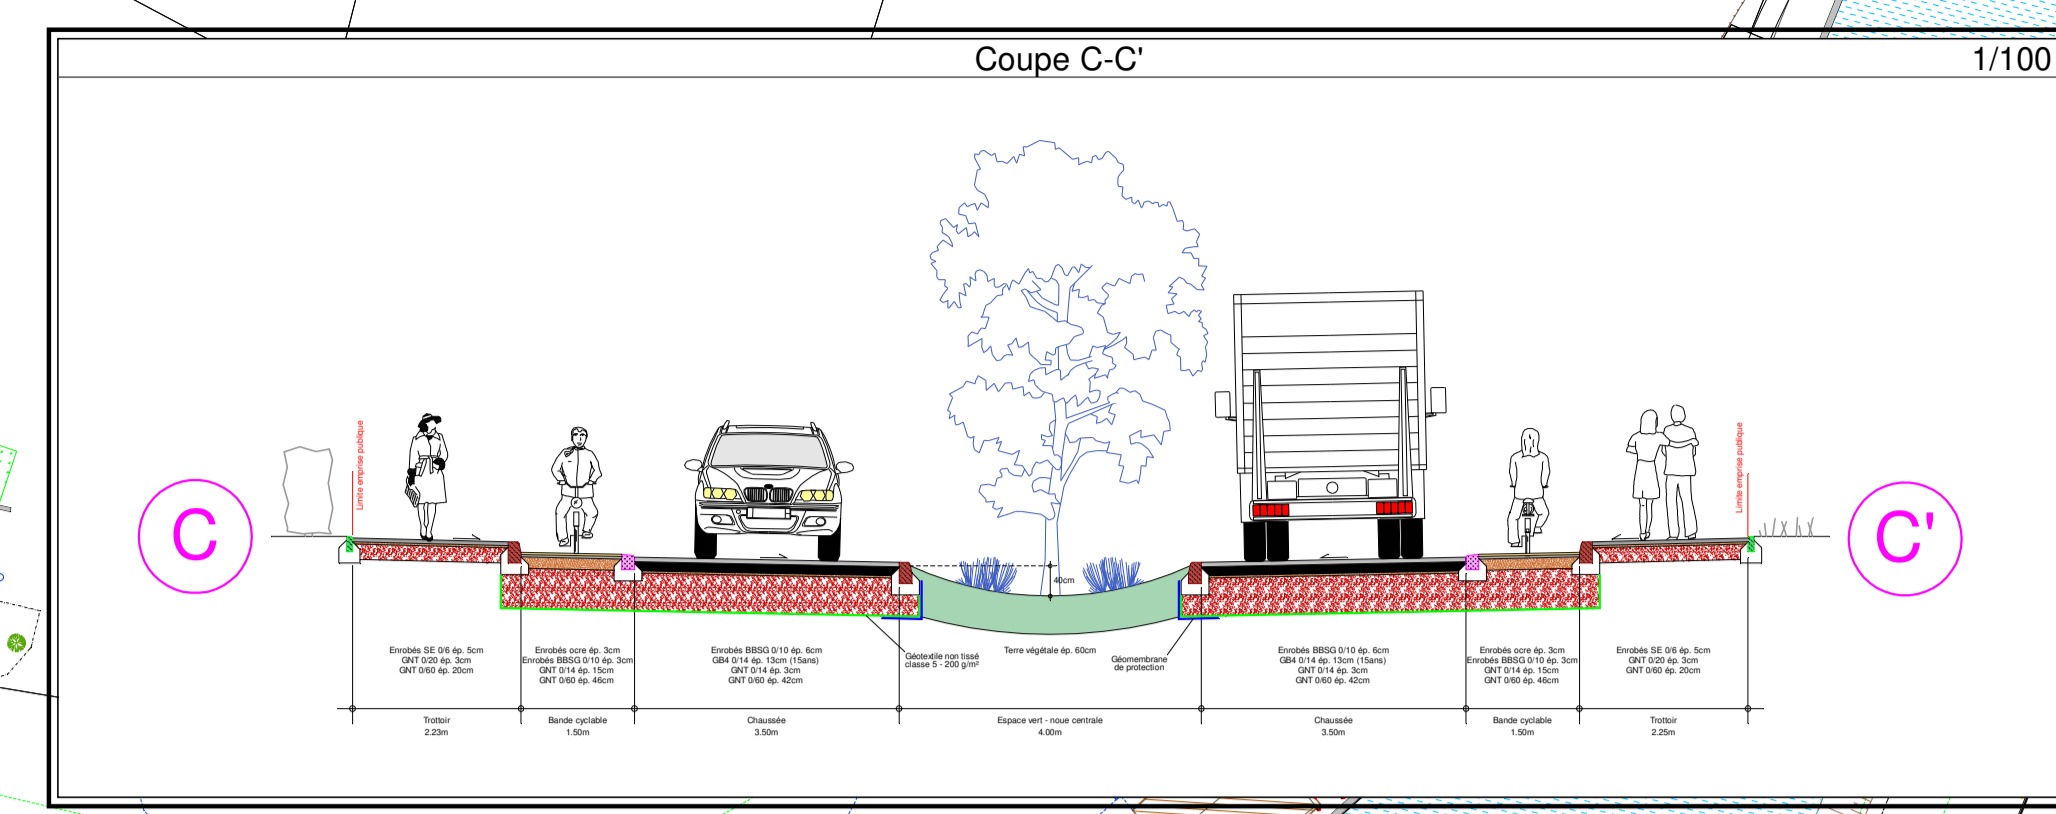 Coupe C-C'
1/100
Limite emprise publique
Limite emprise publique
C
C'
40cm
Enrobés SE 0/6 ép. 5cm
GNT 0/20 ép. 3cm
GNT 0/60 ép. 20cm
Enrobés ocre ép. 3cm
Enrobés BBSG 0/10 ép. 3cm
GNT 0/14 ép. 15cm
GNT 0/60 ép. 46cm
Enrobés BBSG 0/10 ép. 6cm
GB4 0/14 ép. 13cm (15ans)
GNT 0/14 ép. 3cm
GNT 0/60 ép. 42cm
Géotextile non tissé
classe 5 - 200 g/m²
Terre végétale ép. 60cm
Géomembrane
de protection
Enrobés BBSG 0/10 ép. 6cm
GB4 0/14 ép. 13cm (15ans)
GNT 0/14 ép. 3cm
GNT 0/60 ép. 42cm
Enrobés ocre ép. 3cm
Enrobés BBSG 0/10 ép. 3cm
GNT 0/14 ép. 15cm
GNT 0/60 ép. 46cm
Enrobés SE 0/6 ép. 5cm
GNT 0/20 ép. 3cm
GNT 0/60 ép. 20cm
Trottoir
2.23m
Bande cyclable
1.50m
Chaussée
3.50m
Espace vert - noue centrale
4.00m
Chaussée
3.50m
Bande cyclable
1.50m
Trottoir
2.25m